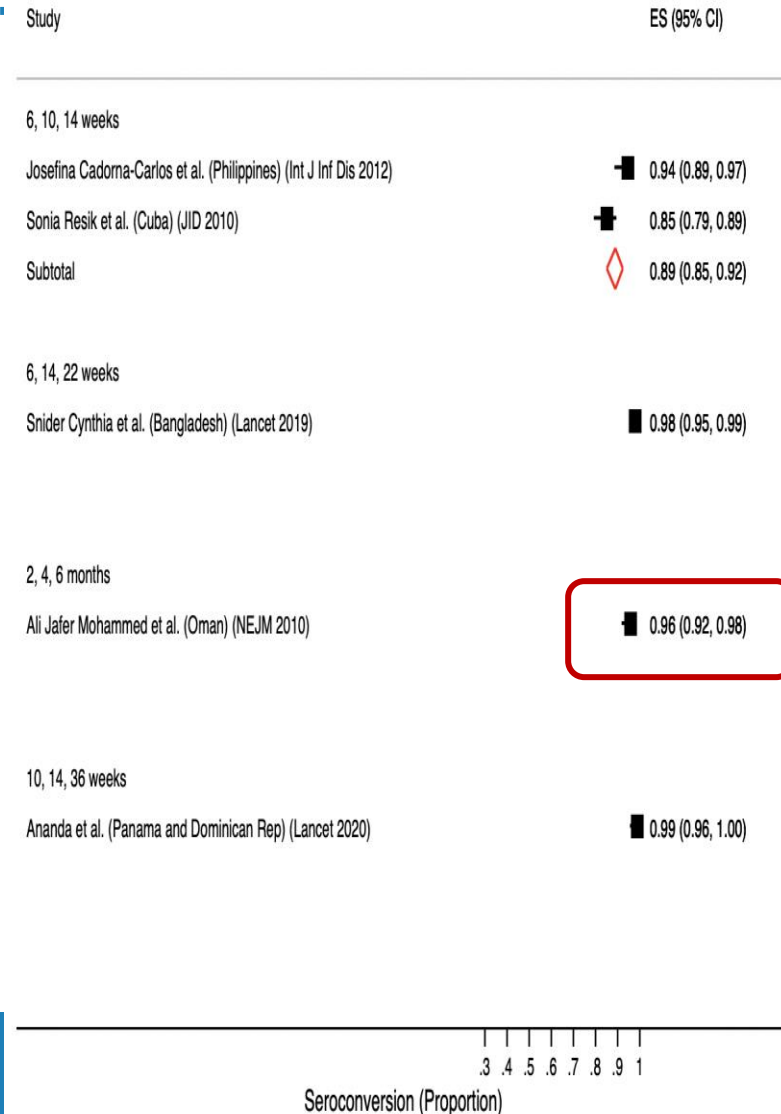 Study ES (95% CI)
6, 10, 14 weeks
Josefina Cadorna-Carlos et al. (Philippines) (Int J Inf Dis 2012) 0.94 (0.89, 0.97)
Sonia Resik et al. (Cuba) (JID 2010) 0.85 (0.79, 0.89)
Subtotal 0.89 (0.85, 0.92)
6, 14, 22 weeks
Snider Cynthia et al. (Bangladesh) (Lancet 2019) 0.98 (0.95, 0.99)
2, 4, 6 months
Ali Jafer Mohammed et al. (Oman) (NEJM 2010) 0.96 (0.92, 0.98)
10, 14, 36 weeks
Ananda et al. (Panama and Dominican Rep) (Lancet 2020) 0.99 (0.96, 1.00)
.3 .4 .5 .6 .7 .8 .9 1
Seroconversion (Proportion)